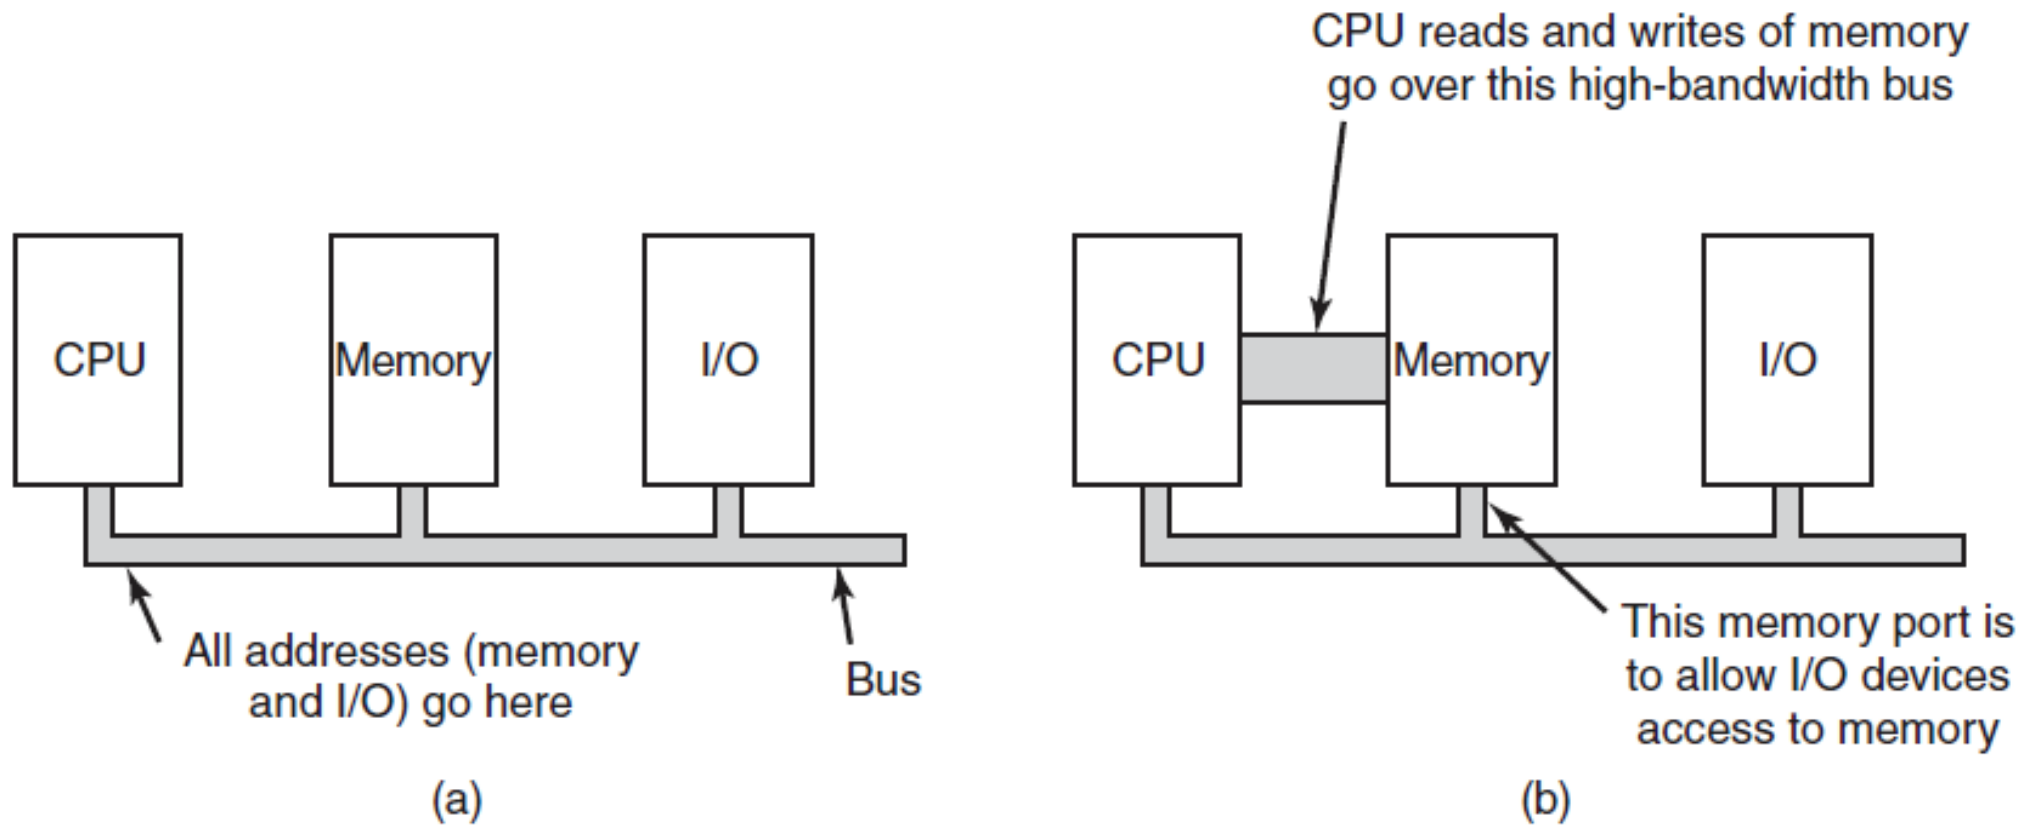 CPU reads and writes of memory
go over this high-bandwidth bus
CPU
Memory
I/O
All addresses (memory
and I/O) go here
Bus
(a)
CPU
Memory
I/O
This memory port is
to allow I/O devices
access to memory
(b)